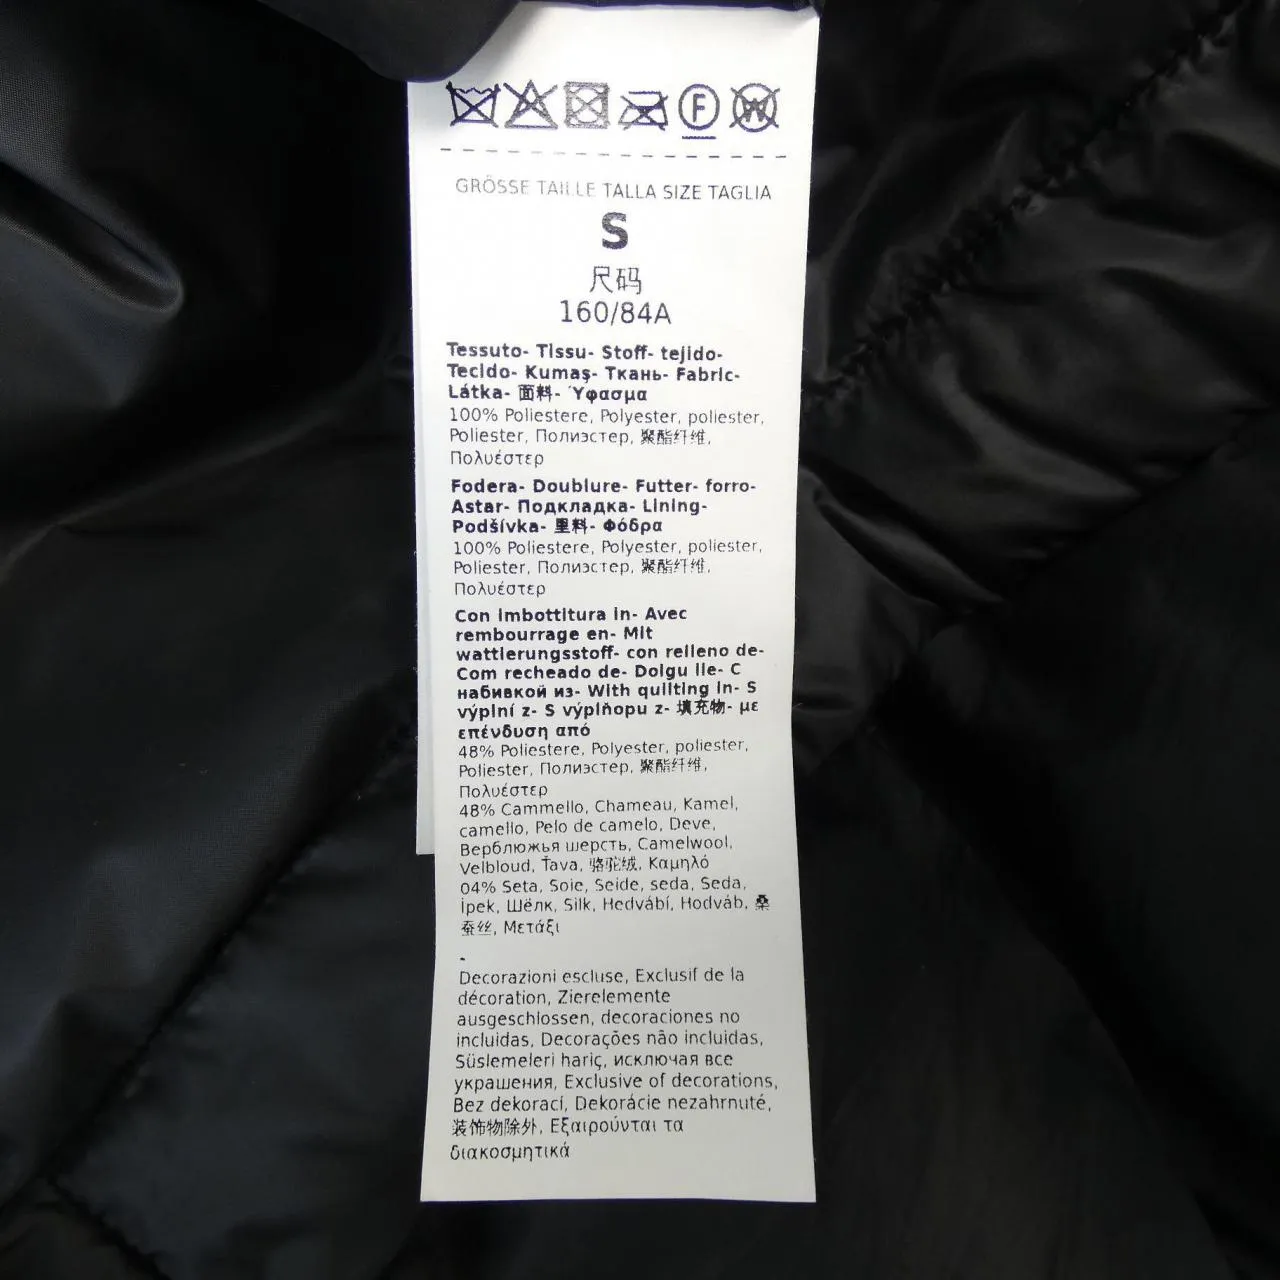 F W
GRÖSSE TAILLE TALLA SIZE TAGLIA
S
尺码
160/84A
Tessuto- Tissu- Stoff- tejido-
Tecido- Kumaş- Ткань- Fabric-
Látka- 面料- Ύφασμα
100% Poliestere, Polyester, poliester,
Poliester, Полиэстер, 聚酯纤维,
Πολυέστερ
Fodera- Doublure- Futter- forro-
Astar- Подкладка- Lining-
Podšívka- 里料- Φόδρα
100% Poliestere, Polyester, poliester,
Poliester, Полиэстер, 聚酯纤维,
Πολυέστερ
Con imbottitura in- Avec
rembourrage en- Mit
wattierungsstoff- con relleno de-
Com recheado de- Dolgu ile- С
набивкой из- With quilting in- S
výplní z- S výplňopu z- 填充物- με
επένδυση από
48% Poliestere, Polyester, poliester,
Poliester, Полиэстер, 聚酯纤维,
Πολυέστερ
48% Cammello, Chameau, Kamel,
camello, Pelo de camelo, Deve,
Верблюжья шерсть, Camelwool,
Velbloud, Ťava, 骆驼绒, Καμηλό
04% Seta, Soie, Seide, seda, Seda,
İpek, Шёлк, Silk, Hedvábí, Hodváb, 桑
蚕丝, Μετάξι
-
Decorazioni escluse, Exclusif de la
décoration, Zierelemente
ausgeschlossen, decoraciones no
incluidas, Decorações não incluidas,
Süslemeleri hariç, исключая все
украшения, Exclusive of decorations,
Bez dekorací, Dekorácie nezahrnuté,
装饰物除外, Εξαιρούνται τα
διακοσμητικά